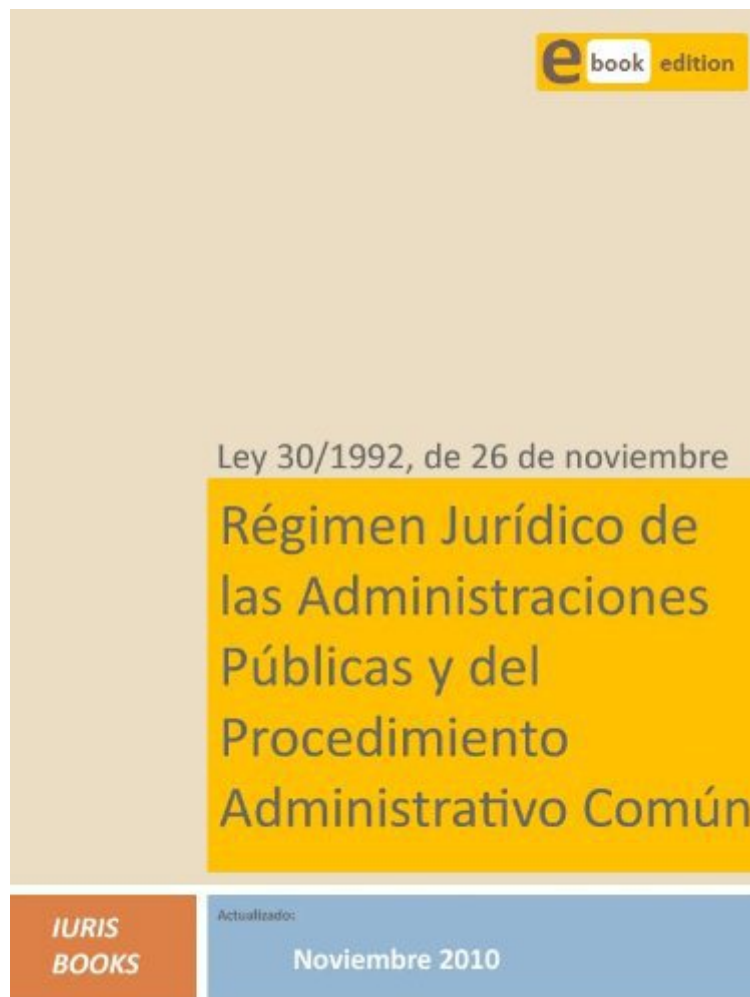 e book edition
Ley 30/1992, de 26 de noviembre
Régimen Jurídico de
las Administraciones
Públicas y del
Procedimiento
Administrativo Común
IURIS
BOOKS
Actualizado:
Noviembre 2010